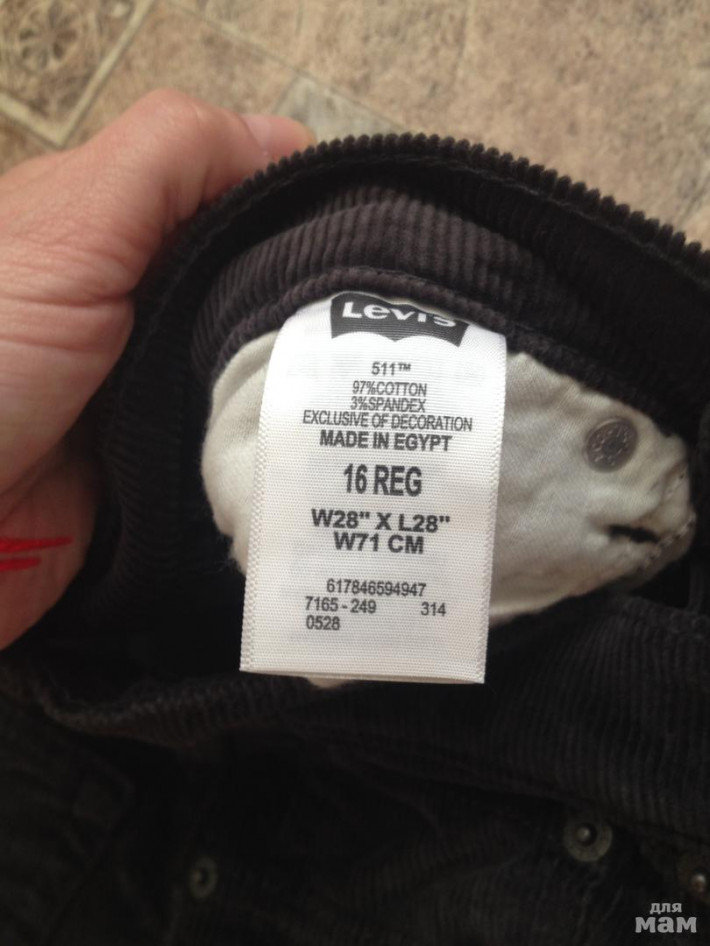 Levi's
511™
97%COTTON
3%SPANDEX
EXCLUSIVE OF DECORATION
MADE IN EGYPT
16 REG
W28" X L28"
W71 CM
617846594947
7165 - 249 314
0528
для
мам